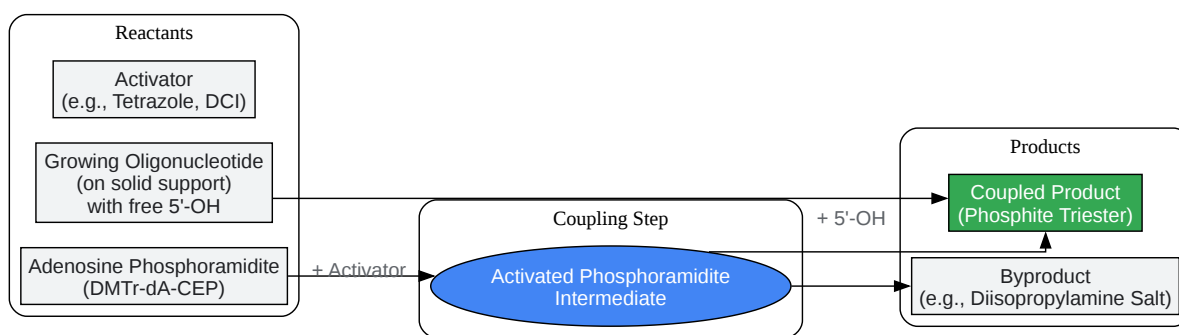 Reactants
Activator
(e.g., Tetrazole, DCI)
Growing Oligonucleotide
(on solid support)
with free 5'-OH
Adenosine Phosphoramidite
(DMTr-dA-CEP)
+ Activator
Coupling Step
Activated Phosphoramidite
Intermediate
+ 5'-OH
Products
Coupled Product
(Phosphite Triester)
Byproduct
(e.g., Diisopropylamine Salt)